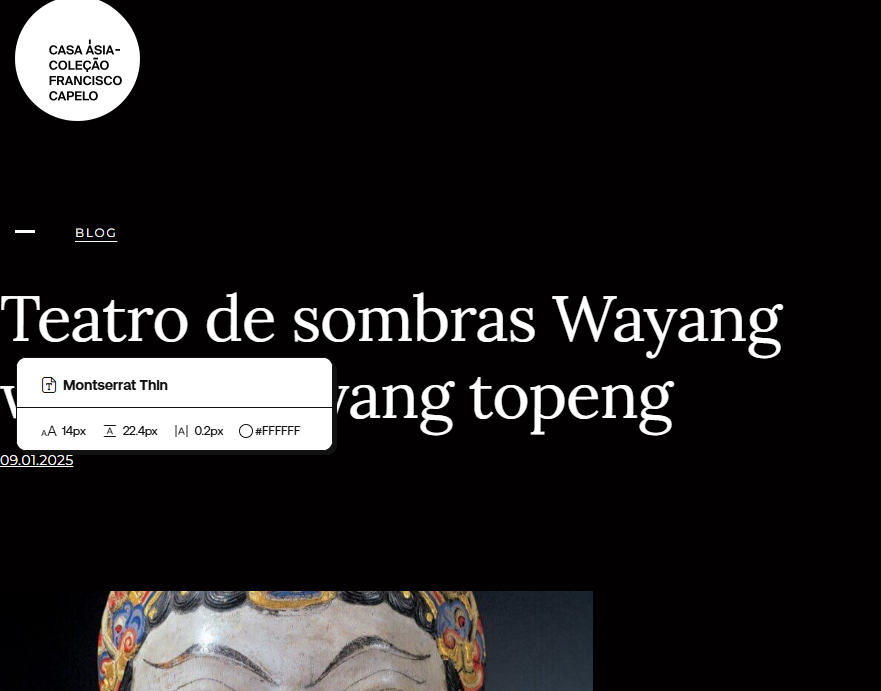 CASA ÁSIA-
COLEÇÃO
FRANCISCO
CAPELO
BLOG
Teatro de sombras Wayang
topeng
Montserrat Thin
AA 14px A 22.4px |A| 0.2px #FFFFFF
09.01.2025